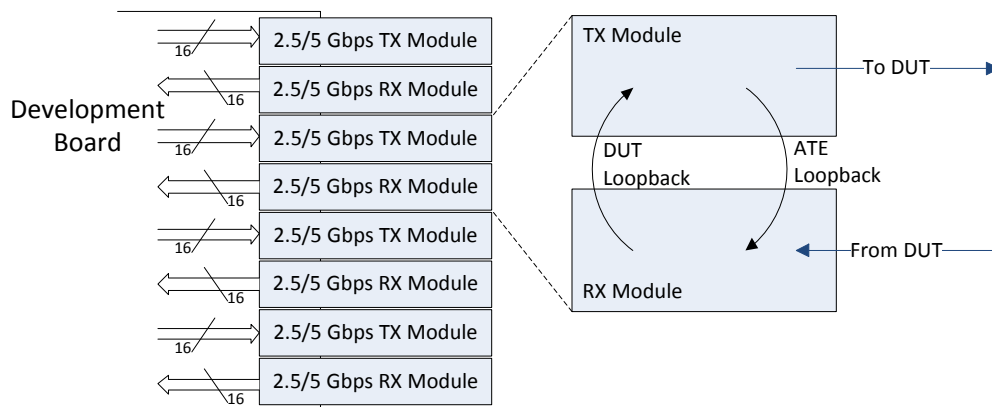 2.5/5 Gbps TX Module
16
2.5/5 Gbps RX Module
16
Development
Board
2.5/5 Gbps TX Module
16
2.5/5 Gbps RX Module
16
2.5/5 Gbps TX Module
16
2.5/5 Gbps RX Module
16
2.5/5 Gbps TX Module
16
2.5/5 Gbps RX Module
16
TX Module
To DUT
DUT
Loopback
ATE
Loopback
From DUT
RX Module